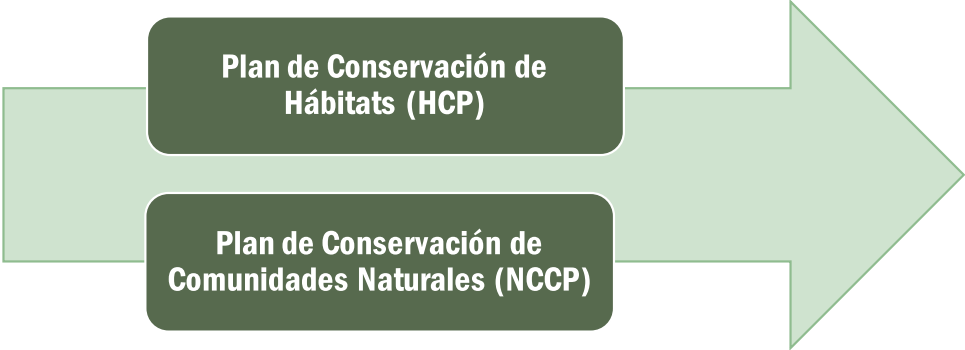 Plan de Conservación de
Hábitats (HCP)
Plan de Conservación de
Comunidades Naturales (NCCP)